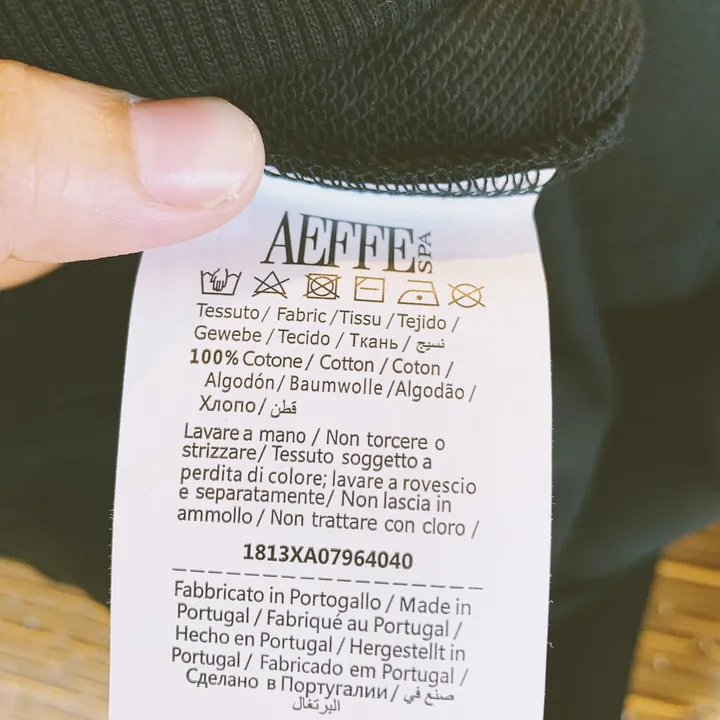 AEFFE SPA
Tessuto/ Fabric /Tissu /Tejido /
Gewebe / Tecido / Ткань / نسيج
100% Cotone / Cotton / Coton /
Algodón / Baumwolle /Algodão /
Хлопо/ قطن
Lavare a mano / Non torcere o
strizzare/ Tessuto soggetto a
perdita di colore; lavare a rovescio
e separatamente/ Non lascia in
ammollo / Non trattare con cloro /
1813XA07964040
Fabbricato in Portogallo / Made in
Portugal / Fabriqué au Portugal /
Hecho en Portugal / Hergestellt in
Portugal / Fabricado em Portugal /
Сделано в Португалии / صنع في
البرتغال